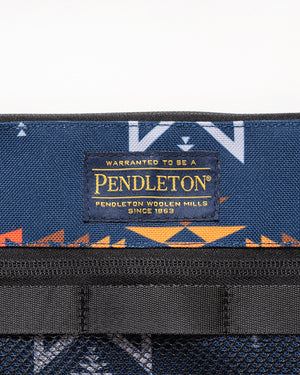 WARRANTED TO BE A
PENDLETON®
PENDLETON WOOLEN MILLS
SINCE 1863